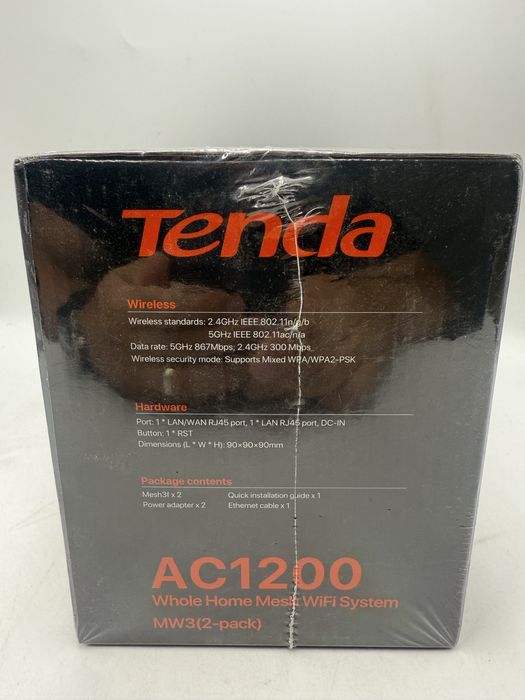 Tenda
Wireless
Wireless standards: 2.4GHz IEEE 802.11n/g/b
5GHz IEEE 802.11ac/n/a
Data rate: 5GHz 867Mbps, 2.4GHz 300 Mbps
Wireless security mode: Supports Mixed WPA/WPA2-PSK
Hardware
Port: 1 * LAN/WAN RJ45 port, 1 * LAN RJ45 port, DC-IN
Button: 1 * RST
Dimensions (L * W * H): 90×90×90mm
Package contents
Mesh3f x 2 Quick installation guide x 1
Power adapter x 2 Ethernet cable x 1
AC1200
Whole Home Mesh WiFi System
MW3(2-pack)